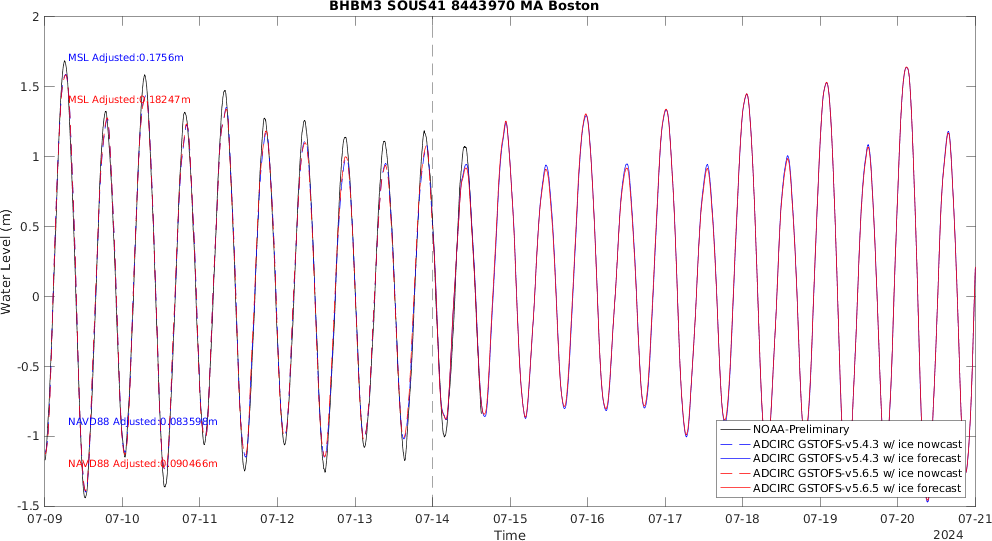 BHBM3 SOUS41 8443970 MA Boston
2
1.5
1
0.5
0
-0.5
-1
-1.5
Water Level (m)
MSL Adjusted:0.1756m
MSL Adjusted:0.18247m
NAVD88 Adjusted:0.083598m
NAVD88 Adjusted:0.090466m
NOAA-Preliminary
ADCIRC GSTOFS-v5.4.3 w/ ice nowcast
ADCIRC GSTOFS-v5.4.3 w/ ice forecast
ADCIRC GSTOFS-v5.6.5 w/ ice nowcast
ADCIRC GSTOFS-v5.6.5 w/ ice forecast
07-09 07-10 07-11 07-12 07-13 07-14 07-15 07-16 07-17 07-18 07-19 07-20 07-21
Time
2024